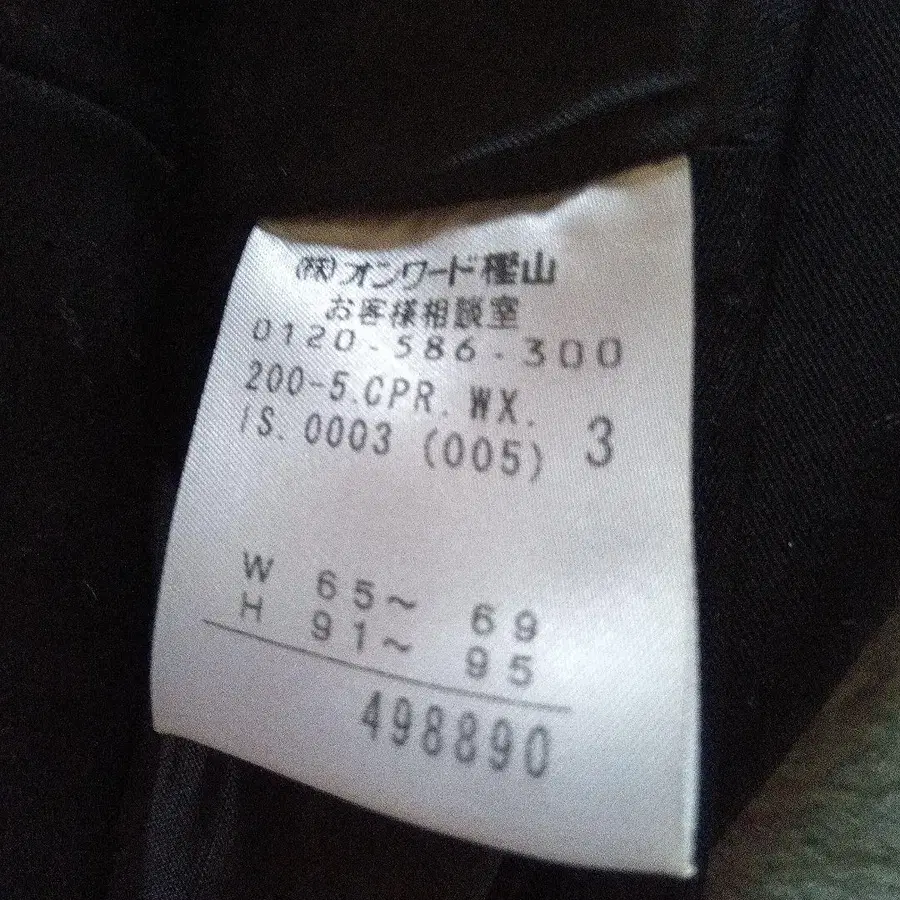 (株)オンワード樫山
お客様相談室
0120-586-300
200-5.CPR.WX.
IS.0003 (005) 3
W 65~ 69
H 91~ 95
498890